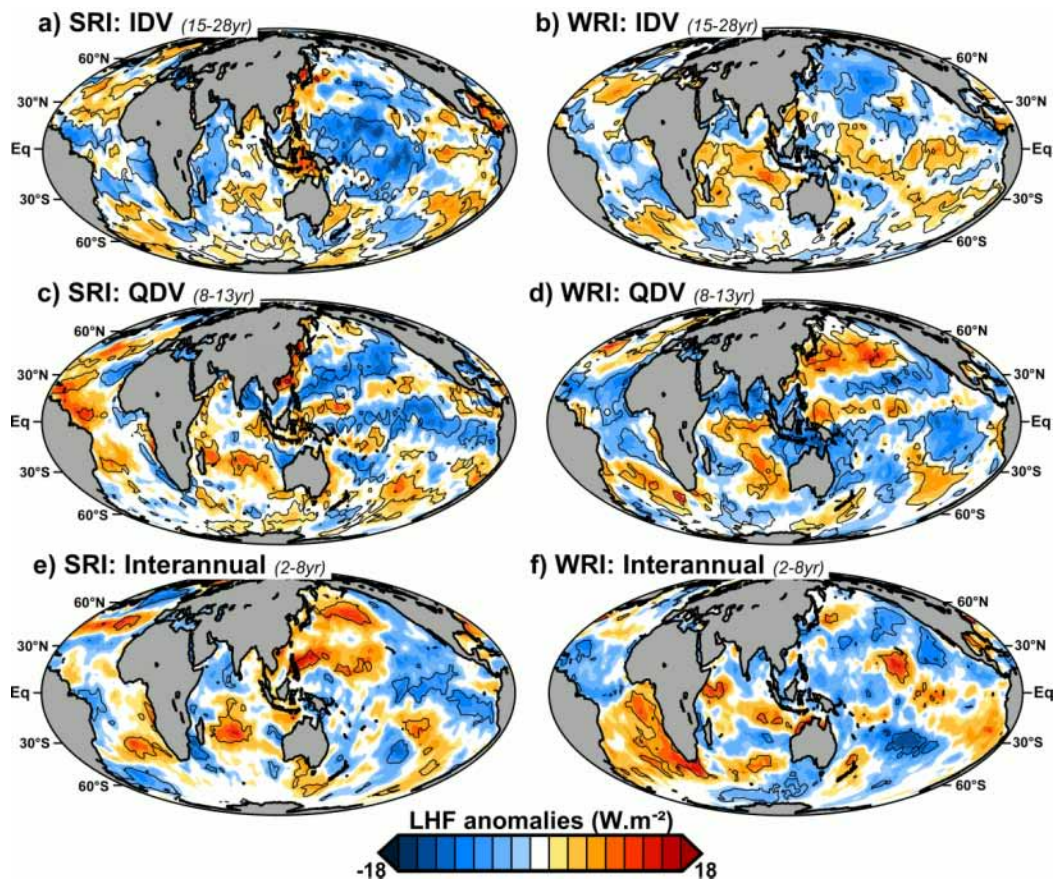 a) SRI: IDV (15-28yr)
b) WRI: IDV (15-28yr)
60°N
60°N
30°N
30°N
Eq
Eq
30°S
30°S
60°S
60°S
c) SRI: QDV (8-13yr)
d) WRI: QDV (8-13yr)
60°N
60°N
30°N
30°N
Eq
Eq
30°S
30°S
60°S
60°S
e) SRI: Interannual (2-8yr)
f) WRI: Interannual (2-8yr)
60°N
60°N
30°N
30°N
Eq
Eq
30°S
30°S
60°S
60°S
LHF anomalies (W.m⁻²)
-18
18